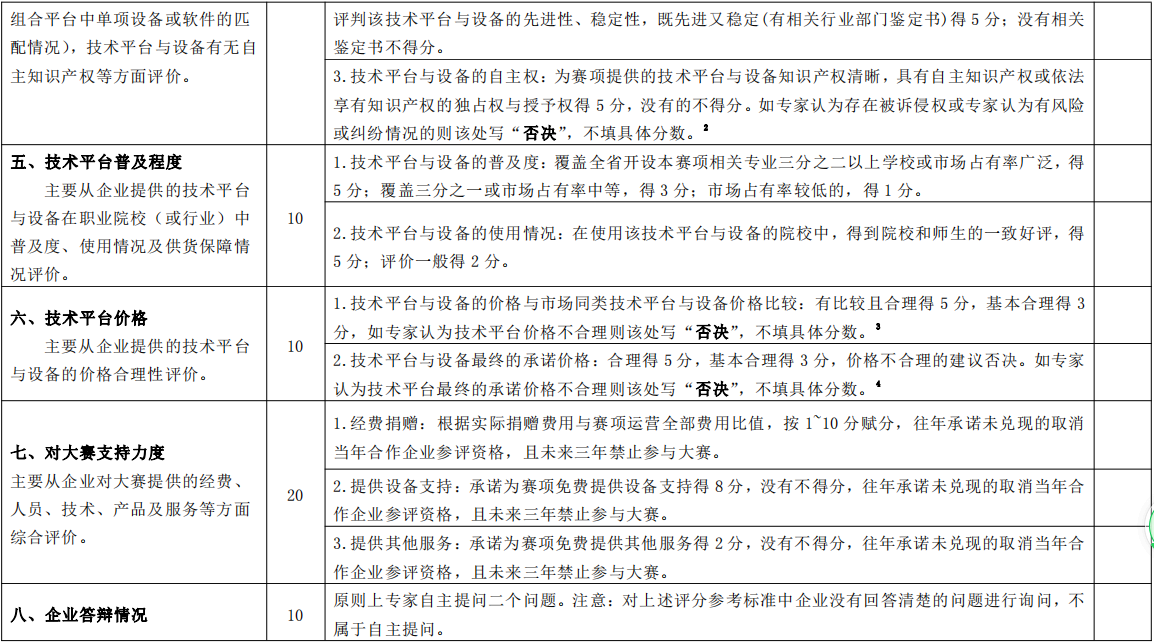 组合平台中单项设备或软件的匹
配情况），技术平台与设备有无自
主知识产权等方面评价。
评判该技术平台与设备的先进性、稳定性，既先进又稳定(有相关行业部门鉴定书)得 5 分；没有相关
鉴定书不得分。
3.技术平台与设备的自主权：为赛项提供的技术平台与设备知识产权清晰，具有自主知识产权或依法
享有知识产权的独占权与授予权得 5 分，没有的不得分。如专家认为存在被诉侵权或专家认为有风险
或纠纷情况的则该处写“否决”，不填具体分数。2
五、技术平台普及程度
主要从企业提供的技术平台
与设备在职业院校（或行业）中
普及度、使用情况及供货保障情
况评价。
10
1.技术平台与设备的普及度：覆盖全省开设本赛项相关专业三分之二以上学校或市场占有率广泛，得
5 分；覆盖三分之一或市场占有率中等，得 3 分；市场占有率较低的，得 1 分。
2.技术平台与设备的使用情况：在使用该技术平台与设备的院校中，得到院校和师生的一致好评，得
5 分；评价一般得 2 分。
六、技术平台价格
主要从企业提供的技术平台
与设备的价格合理性评价。
10
1.技术平台与设备的价格与市场同类技术平台与设备价格比较：有比较且合理得 5 分，基本合理得 3
分，如专家认为技术平台价格不合理则该处写“否决”，不填具体分数。3
2.技术平台与设备最终的承诺价格：合理得 5 分，基本合理得 3 分，价格不合理的建议否决。如专家
认为技术平台最终的承诺价格不合理则该处写“否决”，不填具体分数。4
七、对大赛支持力度
主要从企业对大赛提供的经费、
人员、技术、产品及服务等方面
综合评价。
20
1.经费捐赠：根据实际捐赠费用与赛项运营全部费用比值，按 1~10 分赋分，往年承诺未兑现的取消
当年合作企业参评资格，且未来三年禁止参与大赛。
2.提供设备支持：承诺为赛项免费提供设备支持得 8 分，没有不得分，往年承诺未兑现的取消当年合
作企业参评资格，且未来三年禁止参与大赛。
3.提供其他服务：承诺为赛项免费提供其他服务得 2 分，没有不得分，往年承诺未兑现的取消当年合
作企业参评资格，且未来三年禁止参与大赛。
八、企业答辩情况
10
原则上专家自主提问二个问题。注意：对上述评分参考标准中企业没有回答清楚的问题进行询问，不
属于自主提问。